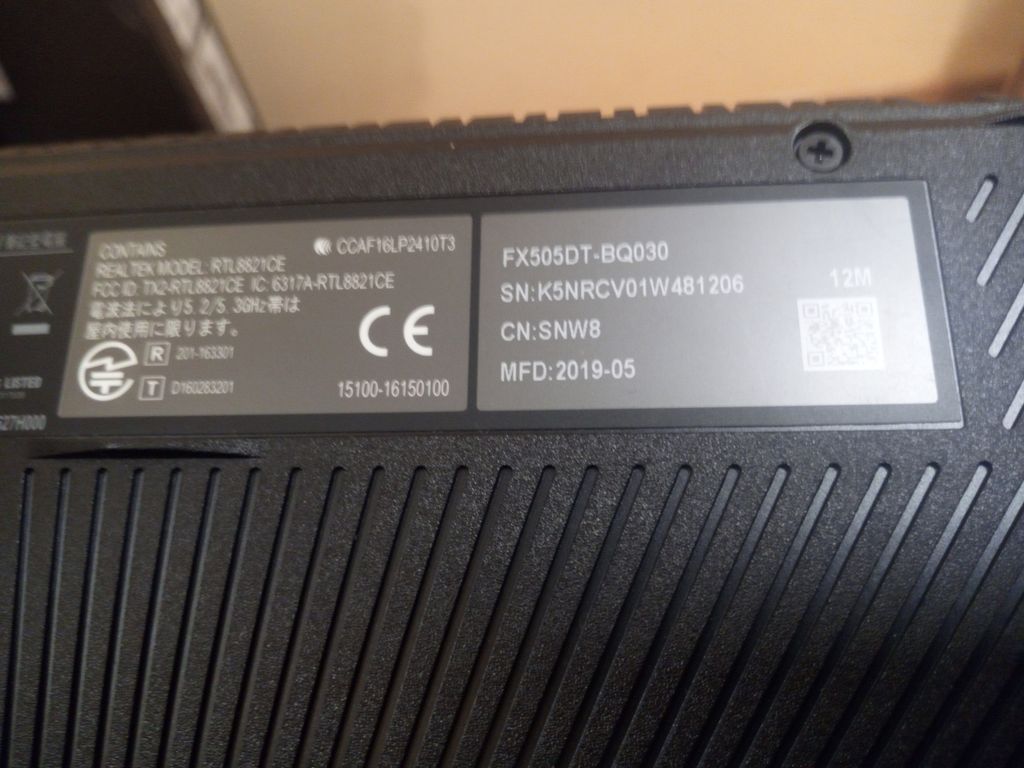 CONTAINS
REALTEK MODEL: RTL8821CE
CCAF16LP2410T3
FCC ID: TX2-RTL8821CE IC: 6317A-RTL8821CE
電波法により5.2/5.3GHz帯は
屋内使用に限ります。
R 201-163301
T D160283201
CE
15100-16150100
LISTED
FX505DT-BQ030
SN:K5NRCV01W481206
12M
CN:SNW8
MFD:2019-05